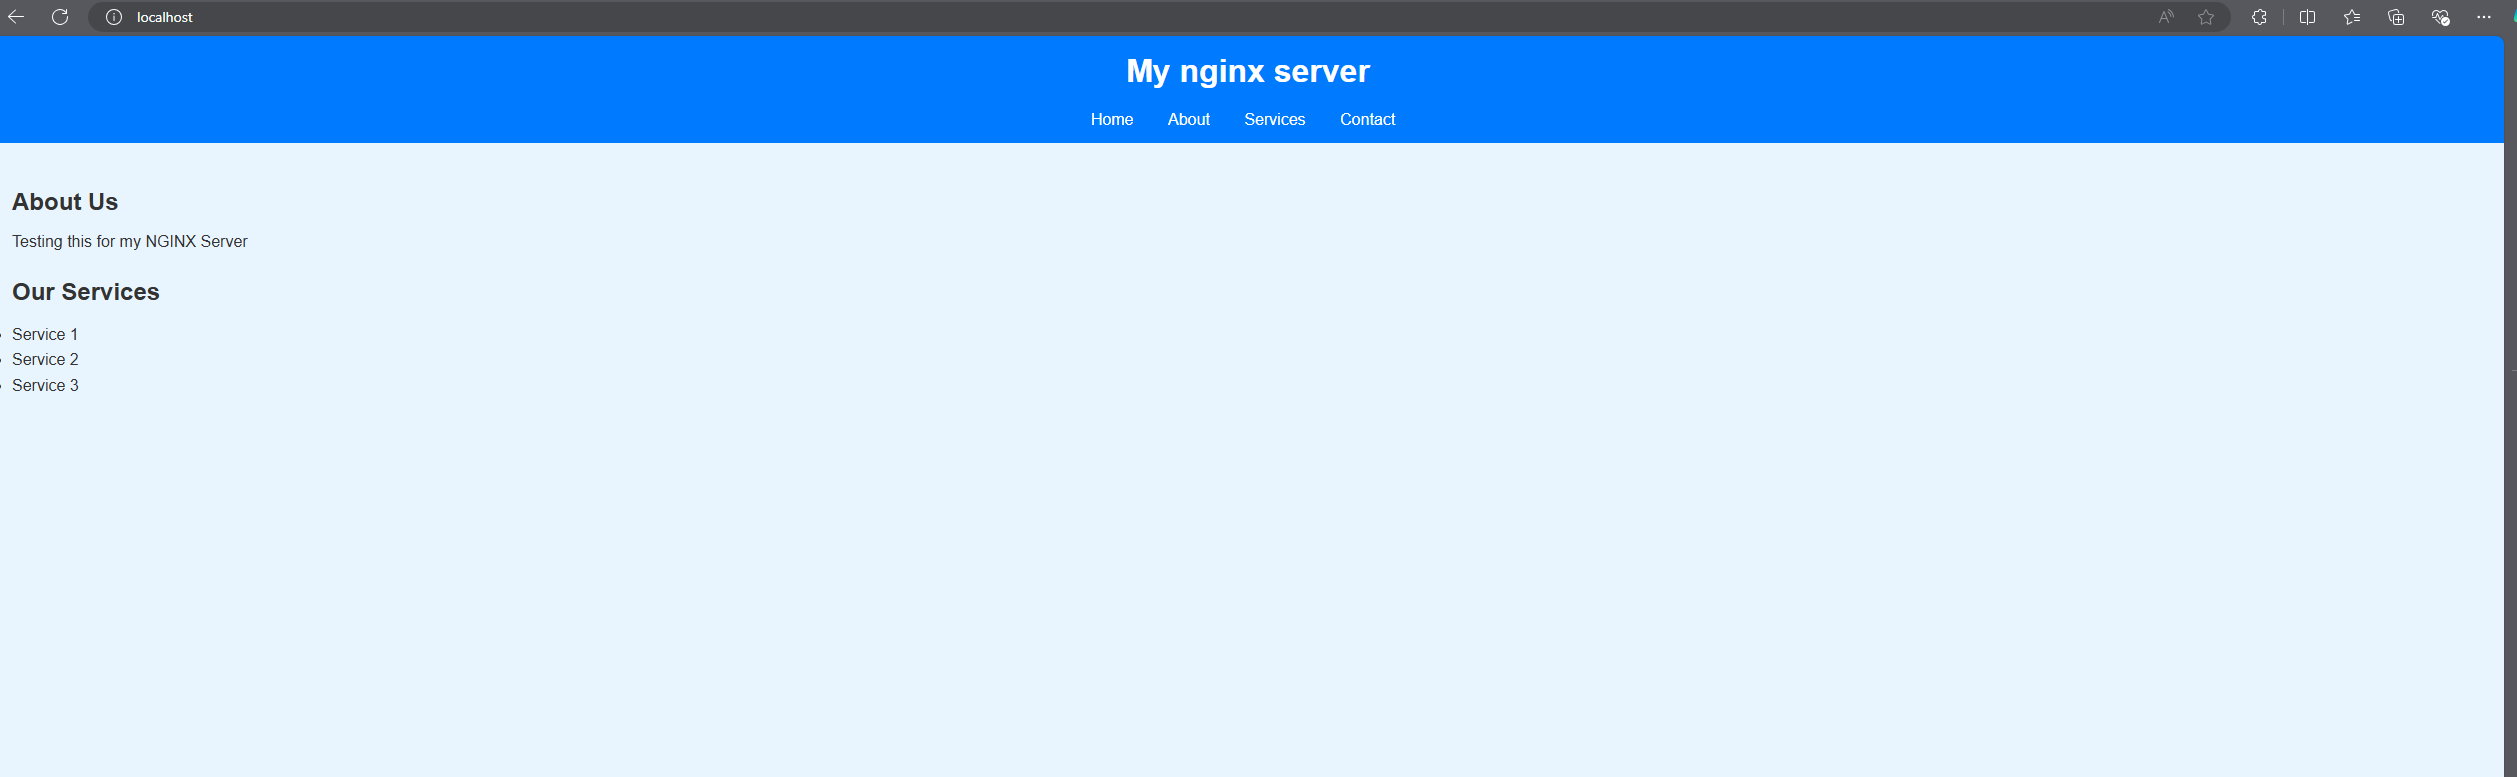 localhost
My nginx server
Home About Services Contact
About Us
Testing this for my NGINX Server
Our Services
Service 1
Service 2
Service 3